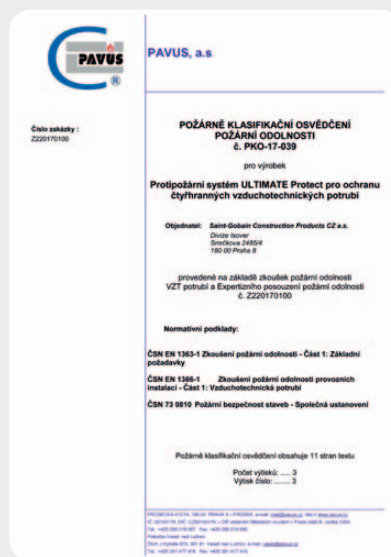 PAVUS
®
PAVUS, a.s
Číslo zakázky :
Z220170100
POŽÁRNĚ KLASIFIKAČNÍ OSVĚDČENÍ
POŽÁRNÍ ODOLNOSTI
č. PKO-17-039
pro výrobek
Protipožární systém ULTIMATE Protect pro ochranu
čtyřhranných vzduchotechnických potrubí
Objednatel: Saint-Gobain Construction Products CZ a.s.
Divize Isover
Smrčkova 2485/4
180 00 Praha 8
provedené na základě zkoušek požární odolnosti
VZT potrubí a Expertizního posouzení požární odolnosti
č. Z220170100
Normativní podklady:
ČSN EN 1363-1 Zkoušení požární odolnosti - Část 1: Základní
požadavky
ČSN EN 1366-1 Zkoušení požární odolnosti provozních
instalací - Část 1: Vzduchotechnická potrubí
ČSN 73 0810 Požární bezpečnost staveb - Společná ustanovení
Požárně klasifikační osvědčení obsahuje 11 stran textu
Počet výtisků: ..... 3
Výtisk číslo: ........ 3